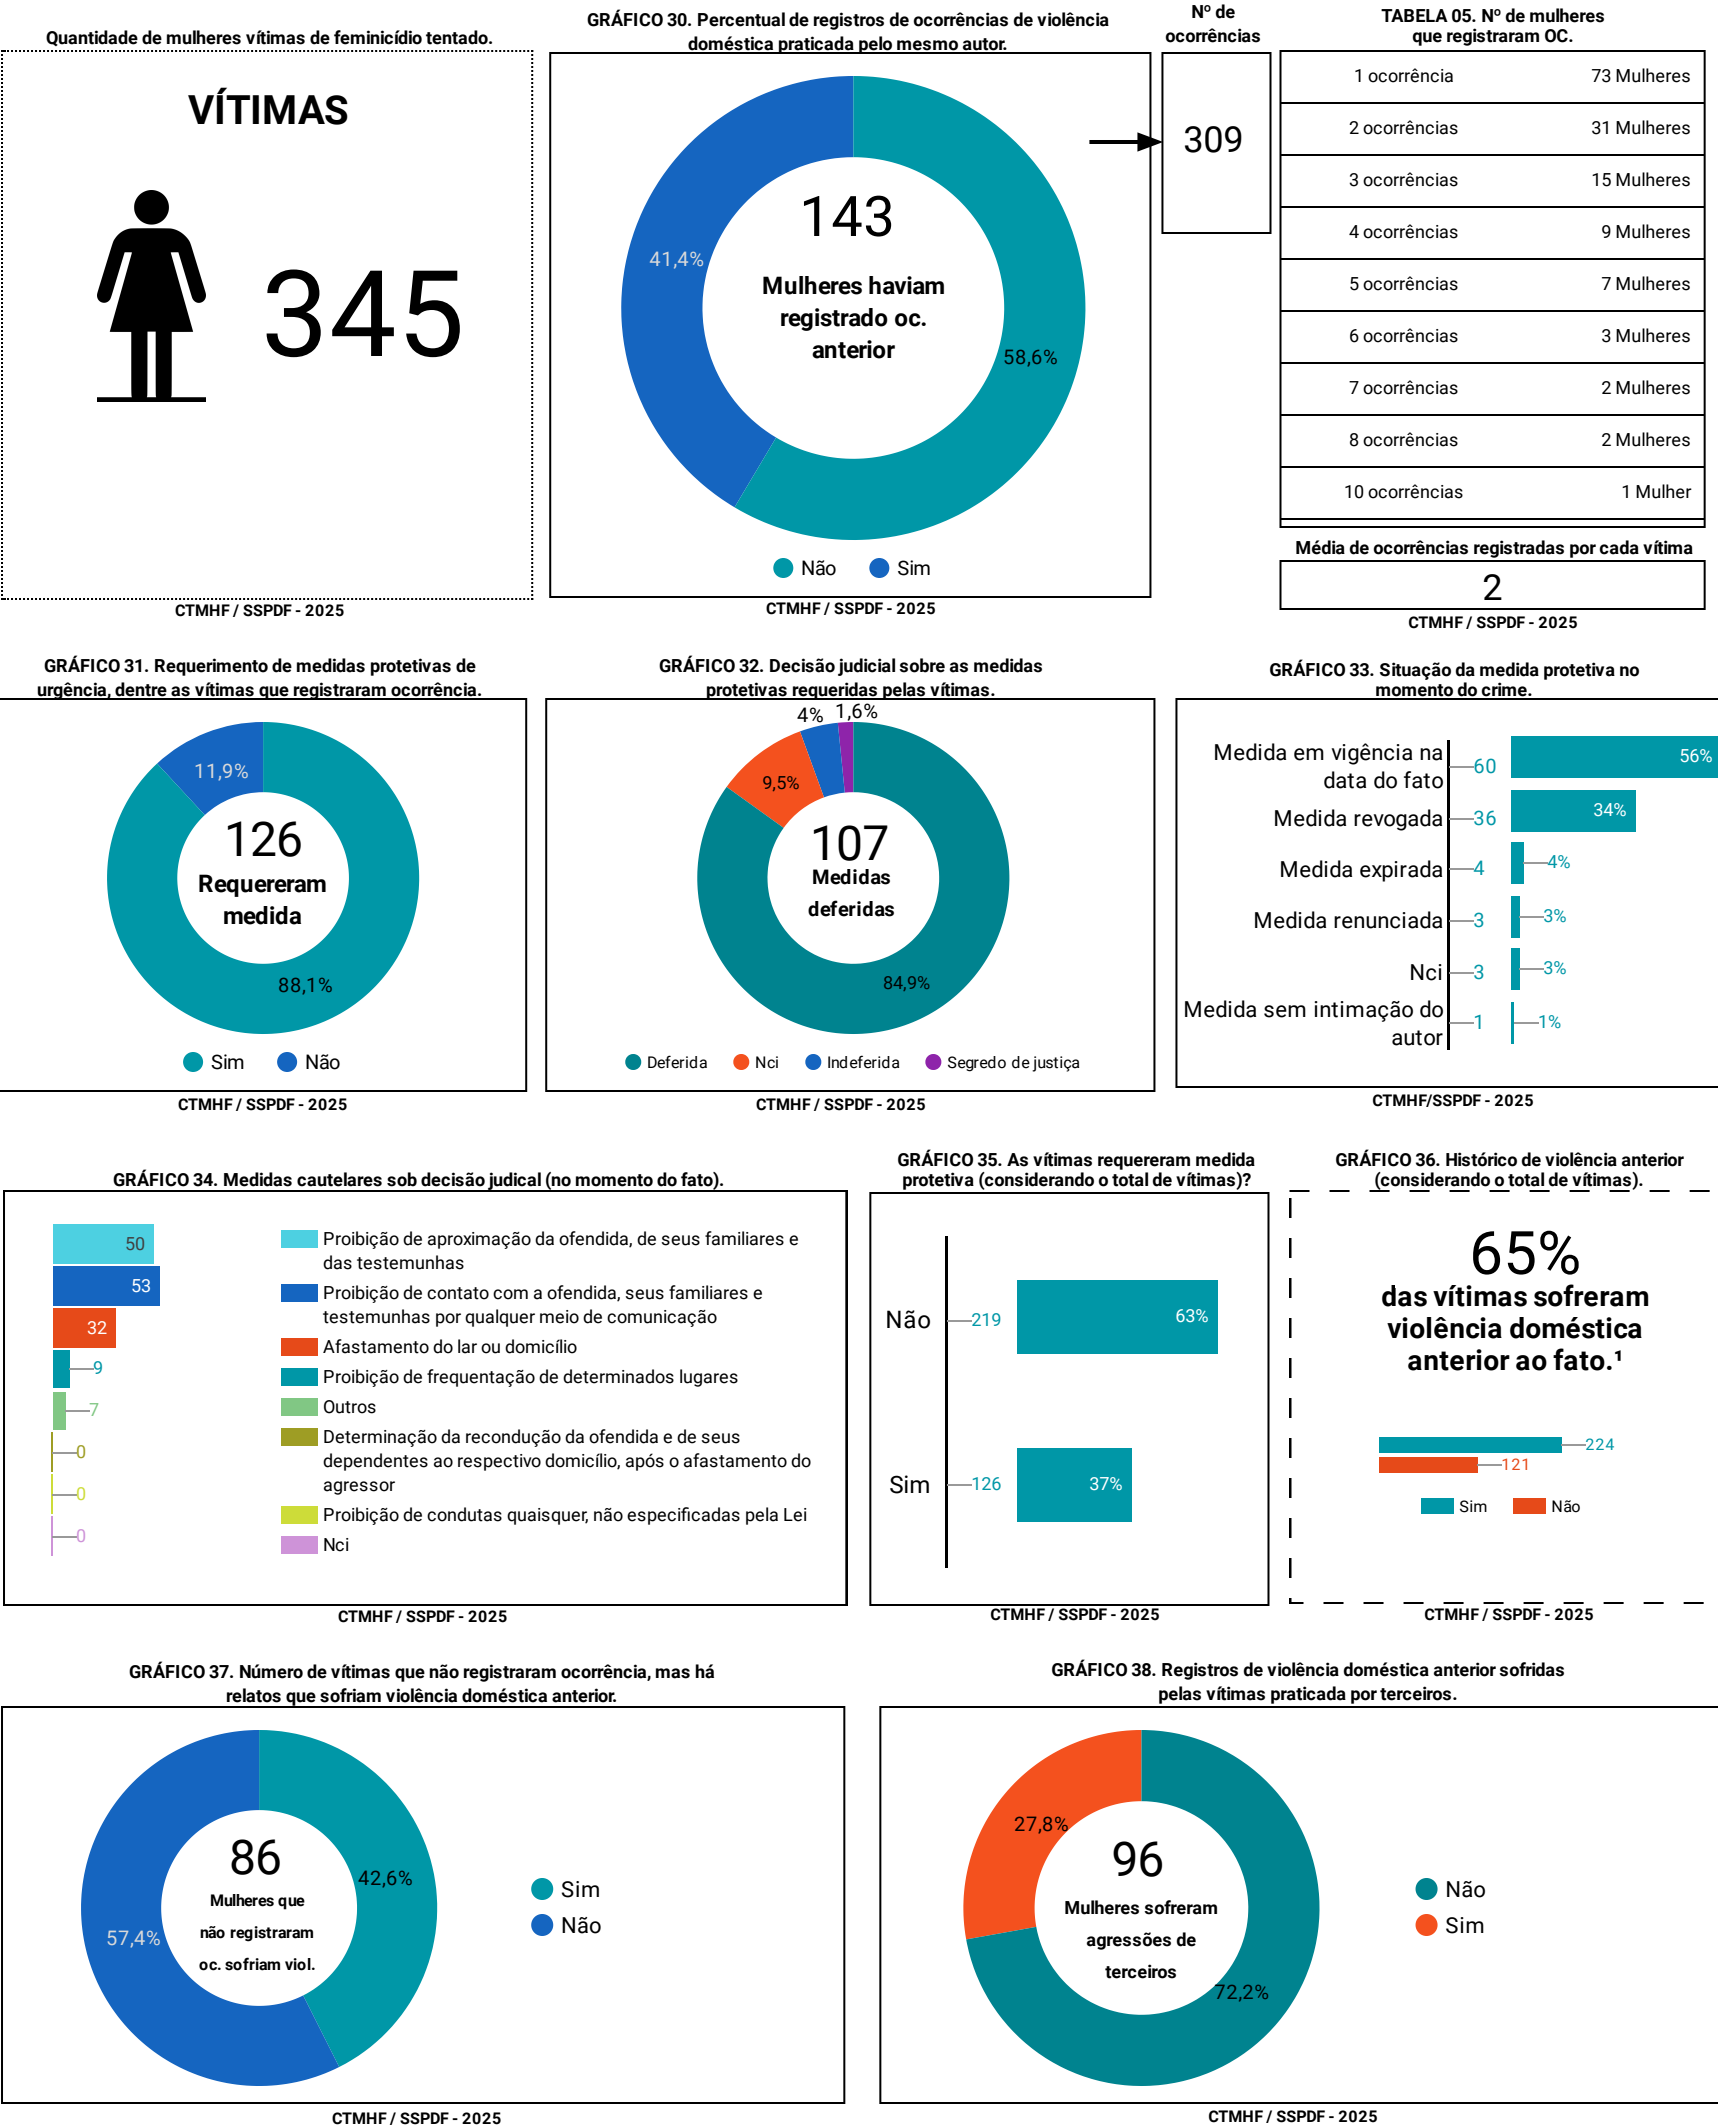 Quantidade de mulheres vítimas de feminicídio tentado.
VÍTIMAS
345
CTMHF / SSPDF - 2025
GRÁFICO 30. Percentual de registros de ocorrências de violência
doméstica praticada pelo mesmo autor.
41,4%
143
Mulheres haviam
registrado oc.
anterior
58,6%
Não Sim
CTMHF / SSPDF - 2025
Nº de
ocorrências
309
TABELA 05. Nº de mulheres
que registraram OC.
1 ocorrência 73 Mulheres
2 ocorrências 31 Mulheres
3 ocorrências 15 Mulheres
4 ocorrências 9 Mulheres
5 ocorrências 7 Mulheres
6 ocorrências 3 Mulheres
7 ocorrências 2 Mulheres
8 ocorrências 2 Mulheres
10 ocorrências 1 Mulher
Média de ocorrências registradas por cada vítima
2
CTMHF / SSPDF - 2025
GRÁFICO 31. Requerimento de medidas protetivas de
urgência, dentre as vítimas que registraram ocorrência.
11,9%
126
Requereram
medida
88,1%
Sim Não
CTMHF / SSPDF - 2025
GRÁFICO 32. Decisão judicial sobre as medidas
protetivas requeridas pelas vítimas.
4% 1,6%
9,5%
107
Medidas
deferidas
84,9%
Deferida Nci Indeferida Segredo de justiça
CTMHF / SSPDF - 2025
GRÁFICO 33. Situação da medida protetiva no
momento do crime.
Medida em vigência na
data do fato 60 56%
Medida revogada 36 34%
Medida expirada 4 4%
Medida renunciada 3 3%
Nci 3 3%
Medida sem intimação do
autor 1 1%
CTMHF/SSPDF - 2025
GRÁFICO 34. Medidas cautelares sob decisão judical (no momento do fato).
50
53
32
9
7
0
0
0
Proibição de aproximação da ofendida, de seus familiares e
das testemunhas
Proibição de contato com a ofendida, seus familiares e
testemunhas por qualquer meio de comunicação
Afastamento do lar ou domicílio
Proibição de frequentação de determinados lugares
Outros
Determinação da recondução da ofendida e de seus
dependentes ao respectivo domicílio, após o afastamento do
agressor
Proibição de condutas quaisquer, não especificadas pela Lei
Nci
CTMHF / SSPDF - 2025
GRÁFICO 35. As vítimas requereram medida
protetiva (considerando o total de vítimas)?
Não 219 63%
Sim 126 37%
CTMHF / SSPDF - 2025
GRÁFICO 36. Histórico de violência anterior
(considerando o total de vítimas).
65%
das vítimas sofreram
violência doméstica
anterior ao fato.¹
224
121
Sim Não
CTMHF / SSPDF - 2025
GRÁFICO 37. Número de vítimas que não registraram ocorrência, mas há
relatos que sofriam violência doméstica anterior.
86
Mulheres que
não registraram
oc. sofriam viol.
42,6%
57,4%
Sim
Não
CTMHF / SSPDF - 2025
GRÁFICO 38. Registros de violência doméstica anterior sofridas
pelas vítimas praticada por terceiros.
27,8%
96
Mulheres sofreram
agressões de
terceiros
72,2%
Não
Sim
CTMHF / SSPDF - 2025